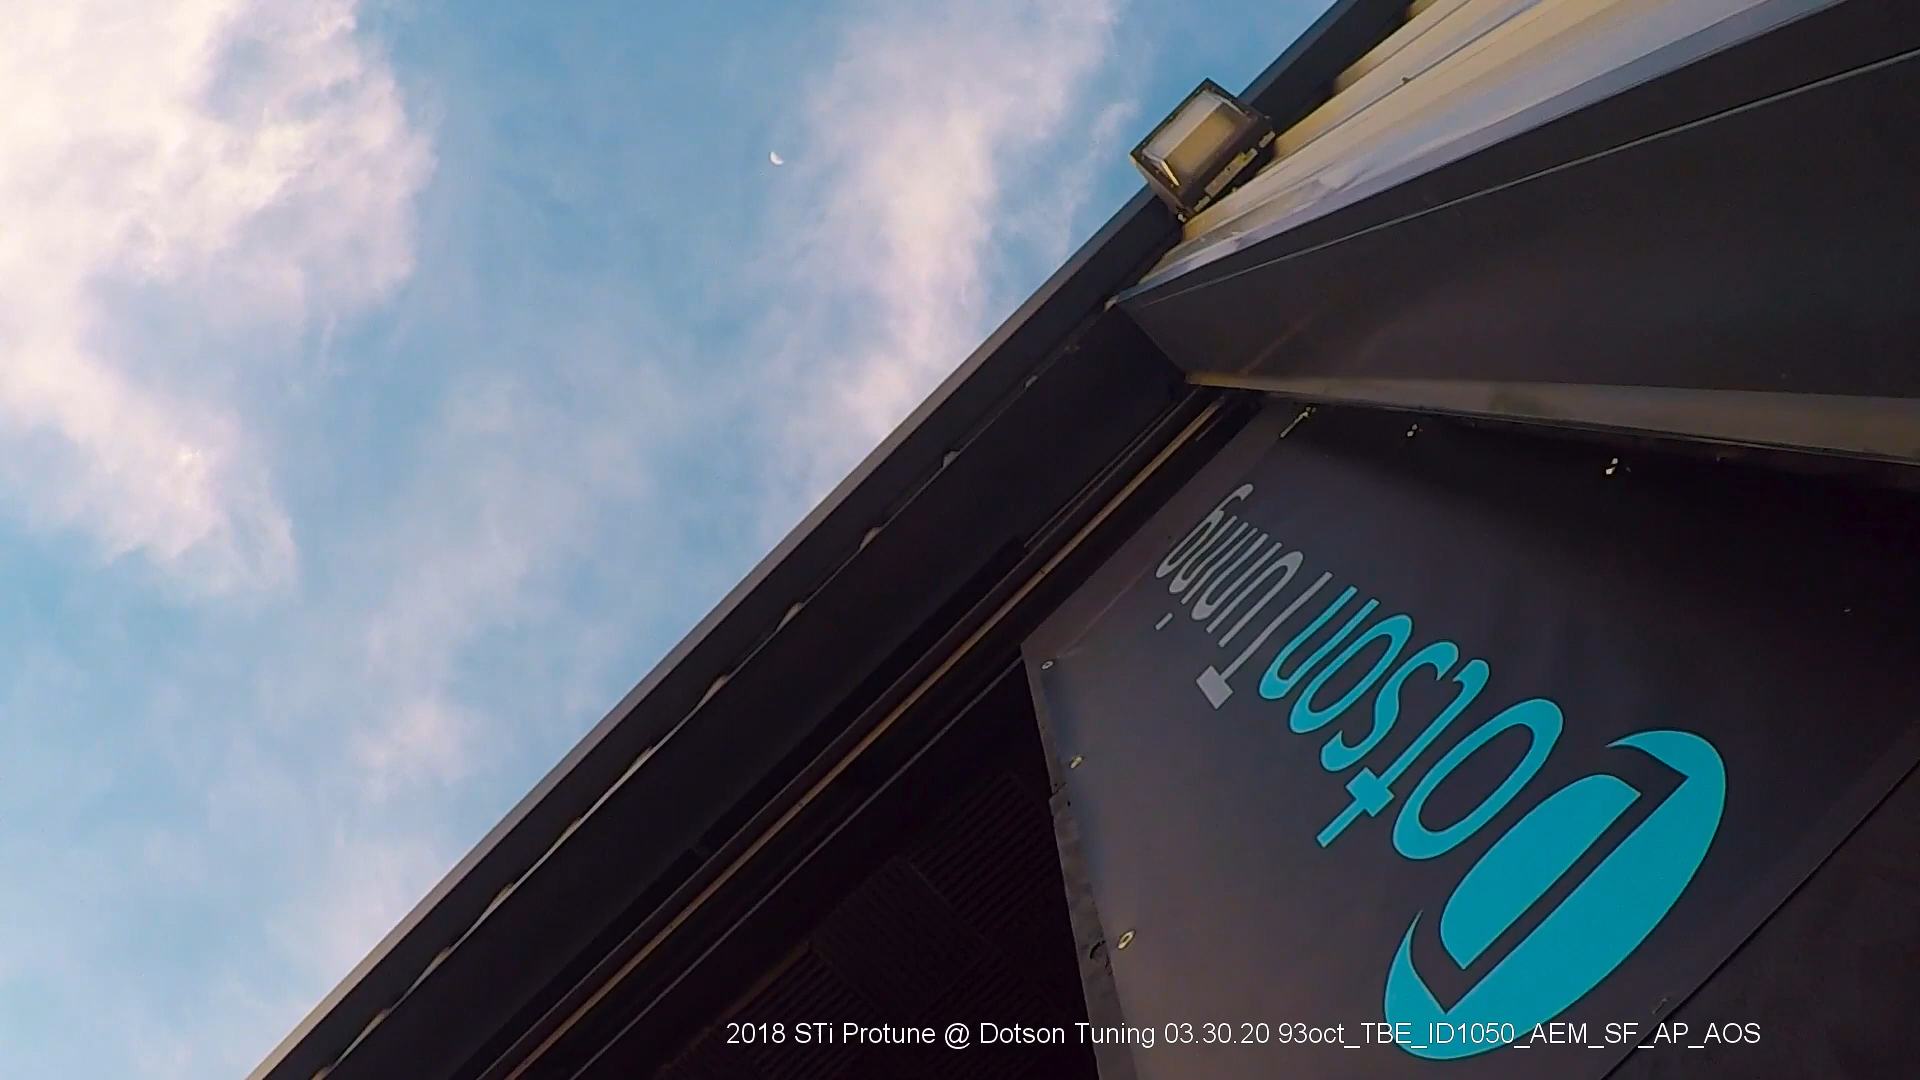 Dotson
Tuning
2018 STi Protune @ Dotson Tuning 03.30.20 93oct_TBE_ID1050_AEM_SF_AP_AOS